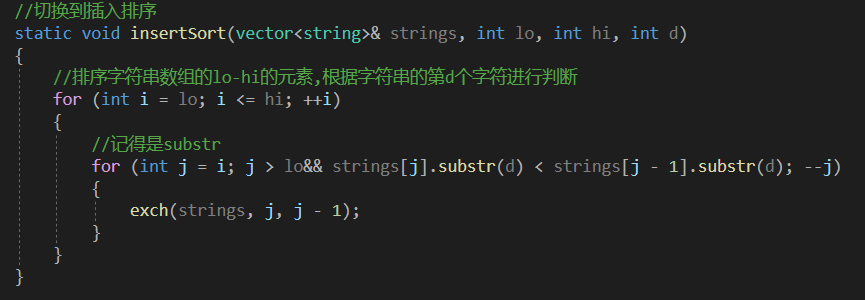 //切换到插入排序
static void insertSort(vector<string>& strings, int lo, int hi, int d)
{
//排序字符串数组的lo-hi的元素,根据字符串的第d个字符进行判断
for (int i = lo; i <= hi; ++i)
{
//记得是substr
for (int j = i; j > lo&& strings[j].substr(d) < strings[j - 1].substr(d); --j)
{
exch(strings, j, j - 1);
}
}
}